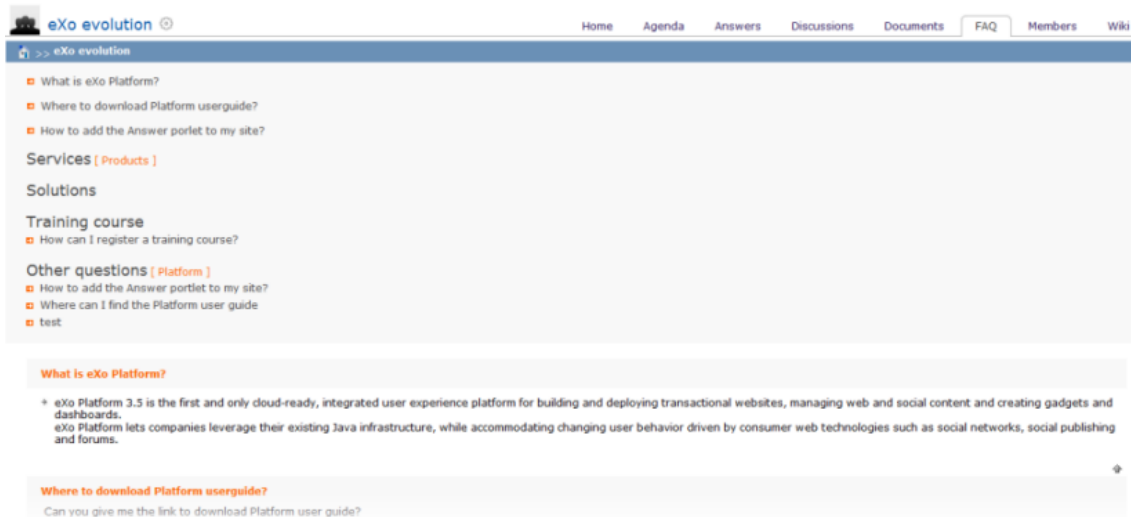 eXo evolution
Home Agenda Answers Discussions Documents FAQ Members Wiki
>> eXo evolution
What is eXo Platform?
Where to download Platform userguide?
How to add the Answer porlet to my site?
Services [ Products ]
Solutions
Training course
How can I register a training course?
Other questions [ Platform ]
How to add the Answer portlet to my site?
Where can I find the Platform user guide
test
What is eXo Platform?
eXo Platform 3.5 is the first and only cloud-ready, integrated user experience platform for building and deploying transactional websites, managing web and social content and creating gadgets and
dashboards.
eXo Platform lets companies leverage their existing Java infrastructure, while accommodating changing user behavior driven by consumer web technologies such as social networks, social publishing
and forums.
Where to download Platform userguide?
Can you give me the link to download Platform user guide?